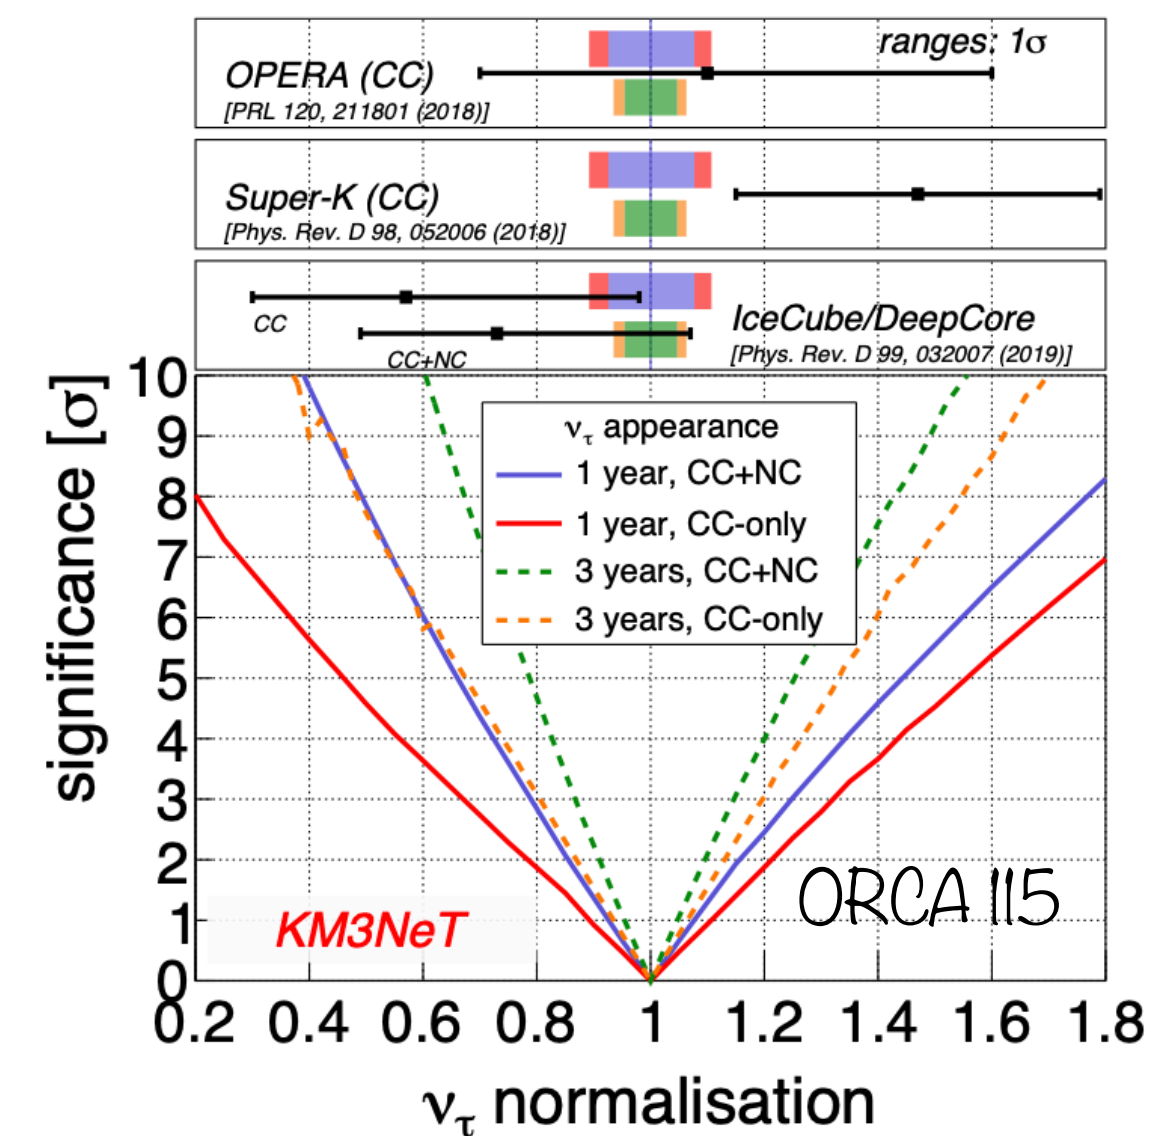 ranges: 1σ
OPERA (CC)
[PRL 120, 211801 (2018)]
Super-K (CC)
[Phys. Rev. D 98, 052006 (2018)]
CC
CC+NC
IceCube/DeepCore
[Phys. Rev. D 99, 032007 (2019)]
significance [σ]
10
9
8
7
6
5
4
3
2
1
0
ντ appearance
1 year, CC+NC
1 year, CC-only
3 years, CC+NC
3 years, CC-only
KM3NeT
ORCA 115
0.2 0.4 0.6 0.8 1 1.2 1.4 1.6 1.8
ντ normalisation